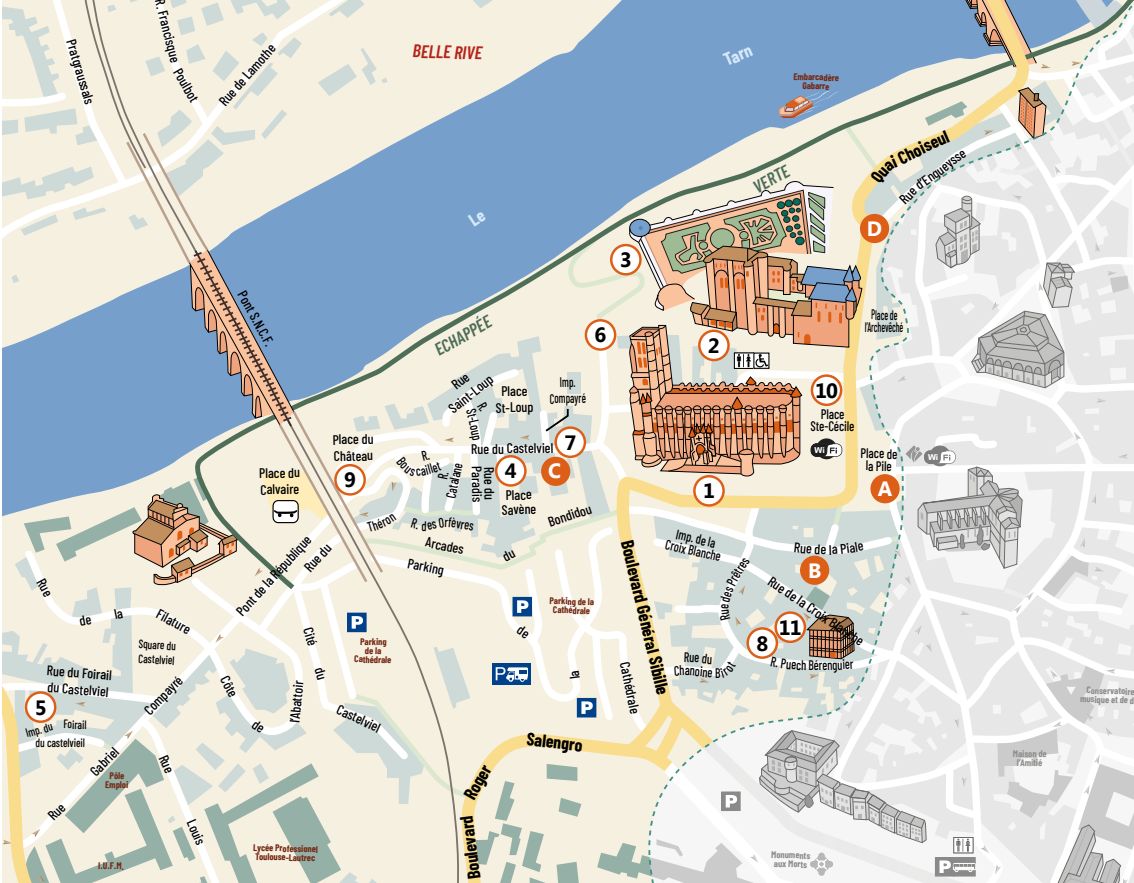 Pratgraussals
R. Francisque Poulbot
Rue de Lamothe
BELLE RIVE
Tarn
Embarcadère
Gabarre
Le
Quai Choiseul
Rue d'Engueysse
VERTE
ECHAPPÉE
D
3
2
6
10
1
Place de
l'Archevêché
Place
Ste-Cécile
WiFi
Place de
la Pile
WiFi
A
Pont S.N.C.F.
Rue
Saint-Loup
R.
St-Loup
Place
St-Loup
Imp.
Compayré
Rue du Castelviel
7
4
C
Place du
Château
9
R.
Bouscaillet
R.
Catalane
Rue du
Paradis
Place
Savène
Place du
Calvaire
Théron
R. des Orfèvres
Arcades
du
Bondidou
Rue du
Pont de la République
Parking
de
la
Cathédrale
P
P
P
P
Parking de la
Cathédrale
Parking
de la
Cathédrale
Imp. de la
Croix Blanche
Rue de la Piale
B
Rue des Prêtres
Rue de la Croix Blanche
11
8
R. Puech Bérenguier
Rue du
Chanoine Birot
Boulevard Général Sibille
Rue
de
la
Filature
Square du
Castelviel
Rue du Foirail
du Castelviel
5
Imp. du
Foirail
du castelvieil
Rue
Gabriel
Compayré
Côte
de
l'Abattoir
Cité
du
Castelviel
Pôle
Emploi
Rue
Louis
I.U.F.M.
Lycée Professionel
Toulouse-Lautrec
Boulevard
Roger
Salengro
Conservatoire
musique et de d
Maison de
l'Amitié
P
Monuments
aux Morts
P